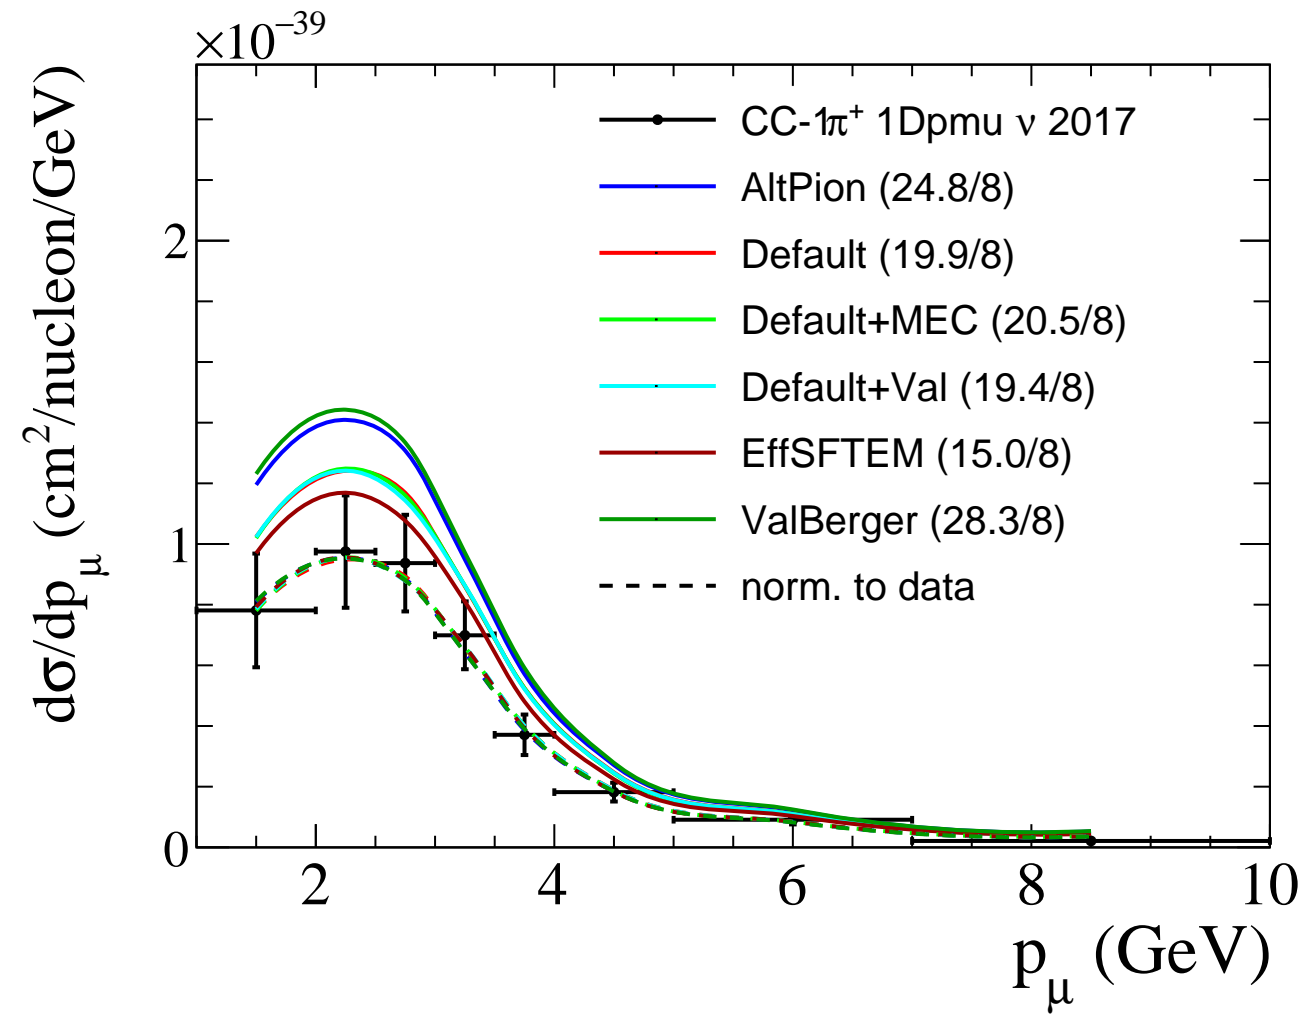 ×10⁻³⁹
dσ/dp_μ (cm²/nucleon/GeV)
CC-1π⁺ 1Dpmu ν 2017
AltPion (24.8/8)
Default (19.9/8)
Default+MEC (20.5/8)
Default+Val (19.4/8)
EffSFTEM (15.0/8)
ValBerger (28.3/8)
norm. to data
2
1
0
2 4 6 8 10
p_μ (GeV)